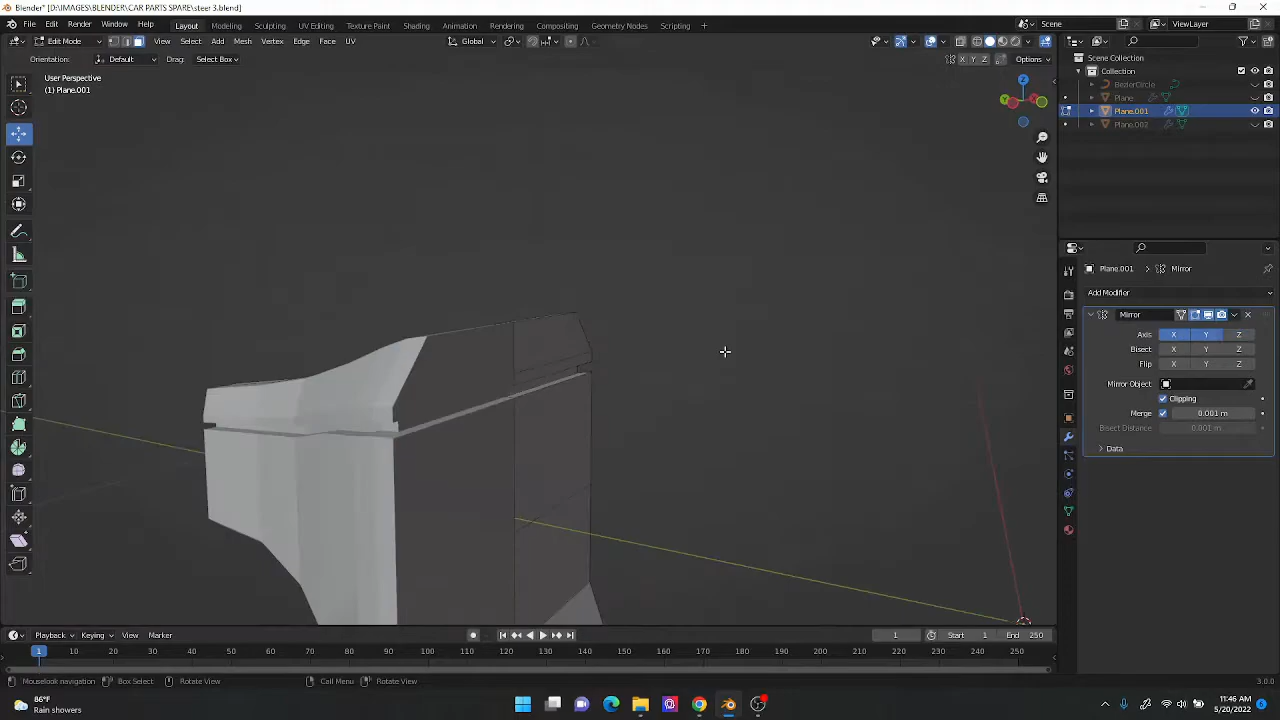 Blender* [D:\IMAGES\BLENDER\CAR PARTS SPARE\steer 3.blend]
File Edit Render Window Help Layout Modeling Sculpting UV Editing Texture Paint Shading Animation Rendering Compositing Geometry Nodes Scripting + Scene ViewLayer
Edit Mode View Select Add Mesh Vertex Edge Face UV Global
Orientation: Default Drag: Select Box X Y Z Options
User Perspective
(1) Plane.001
Scene Collection
Collection
BezierCircle
Plane
Plane.001
Plane.002
Plane.001 Mirror
Add Modifier
Mirror
Axis X Y Z
Bisect X Y Z
Flip X Y Z
Mirror Object
Clipping
Merge 0.001 m
Bisect Distance 0.001 m
Data
Playback Keying View Marker 1 Start 1 End 250
1 10 20 30 40 50 60 70 80 90 100 110 120 130 140 150 160 170 180 190 200 210 220 230 240 250
Mouselook navigation Box Select Rotate View Call Menu Rotate View 3.0.0
86°F
Rain showers
11:46 AM
5/20/2022